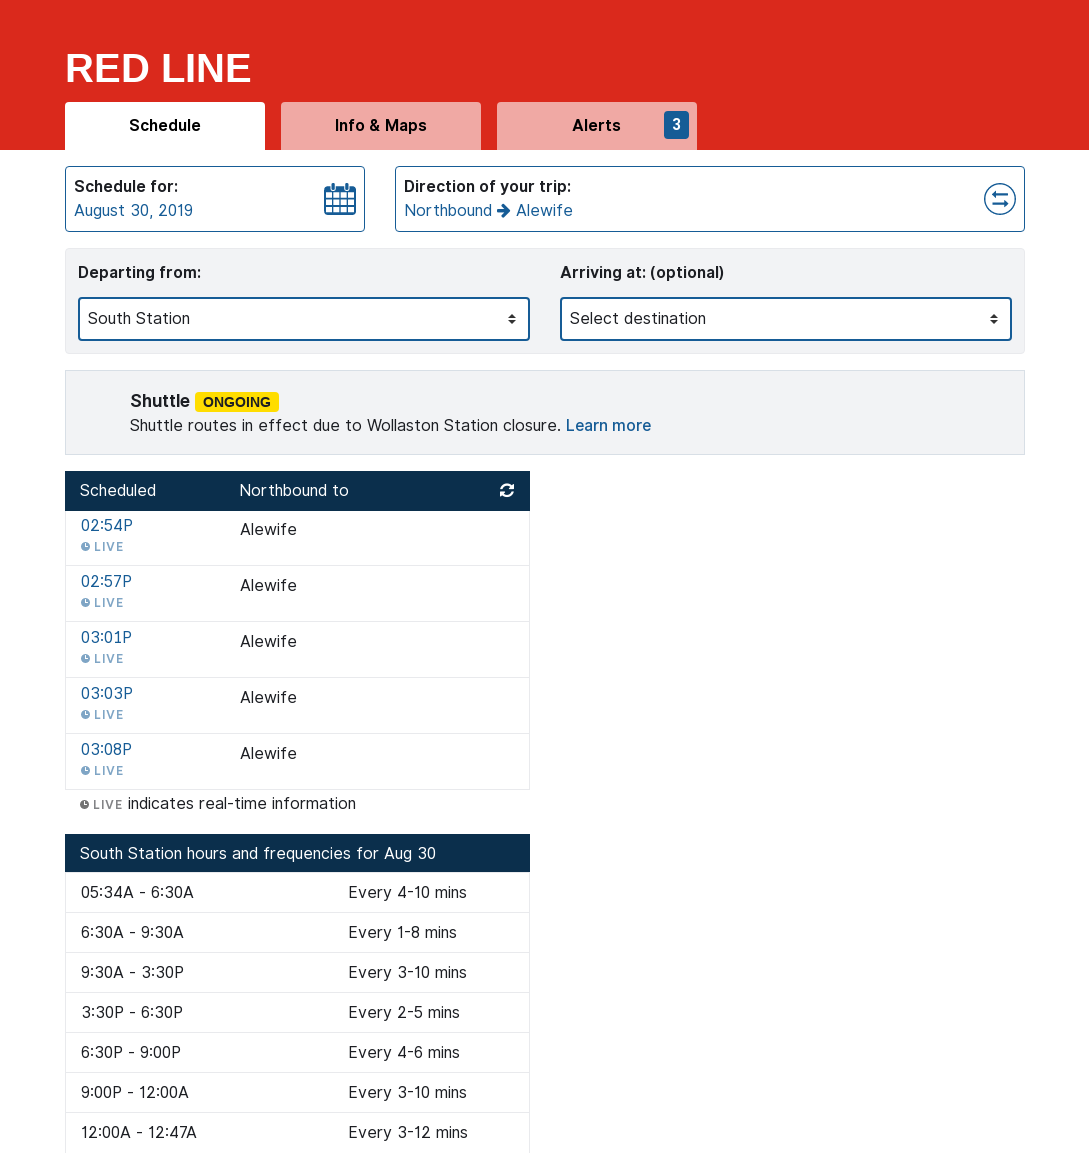 RED LINE
Schedule
Info & Maps
Alerts
3
Schedule for:
August 30, 2019
Direction of your trip:
Northbound Alewife
Departing from:
Arriving at: (optional)
South Station
Select destination
Shuttle ONGOING
Shuttle routes in effect due to Wollaston Station closure. Learn more
Scheduled Northbound to
02:54P Alewife
LIVE
02:57P Alewife
LIVE
03:01P Alewife
LIVE
03:03P Alewife
LIVE
03:08P Alewife
LIVE
LIVE indicates real-time information
South Station hours and frequencies for Aug 30
05:34A - 6:30A Every 4-10 mins
6:30A - 9:30A Every 1-8 mins
9:30A - 3:30P Every 3-10 mins
3:30P - 6:30P Every 2-5 mins
6:30P - 9:00P Every 4-6 mins
9:00P - 12:00A Every 3-10 mins
12:00A - 12:47A Every 3-12 mins